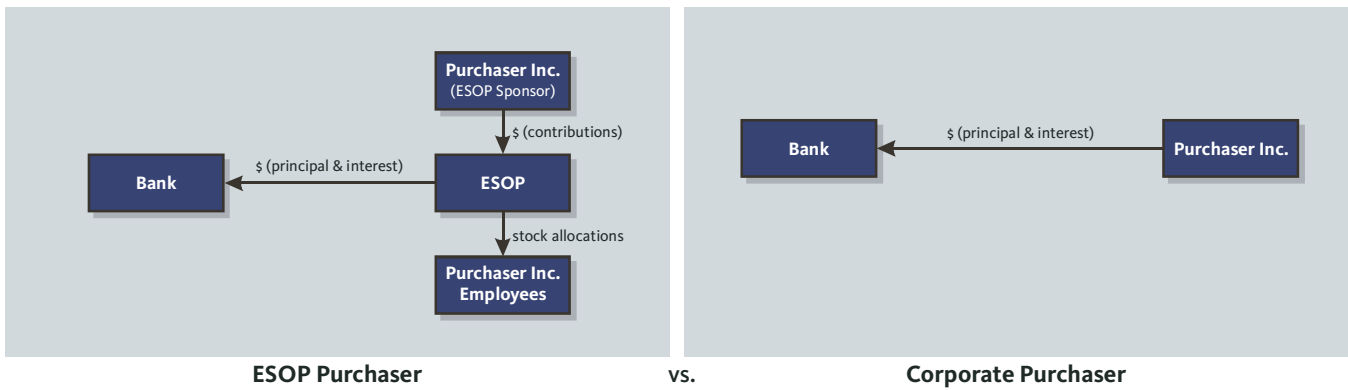 Purchaser Inc.
(ESOP Sponsor)
$ (contributions)
Bank
$ (principal & interest)
ESOP
stock allocations
Purchaser Inc.
Employees
Bank
$ (principal & interest)
Purchaser Inc.
ESOP Purchaser
vs.
Corporate Purchaser